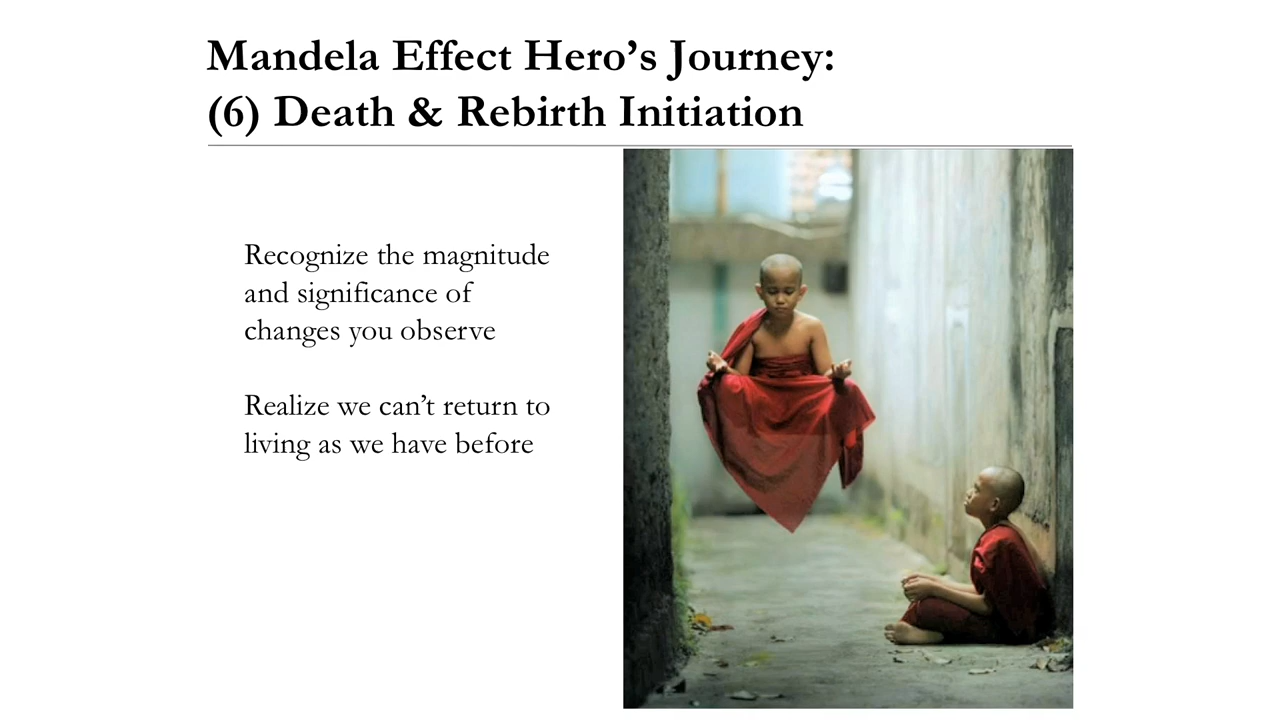 Mandela Effect Hero’s Journey:
(6) Death & Rebirth Initiation
Recognize the magnitude
and significance of
changes you observe
Realize we can’t return to
living as we have before